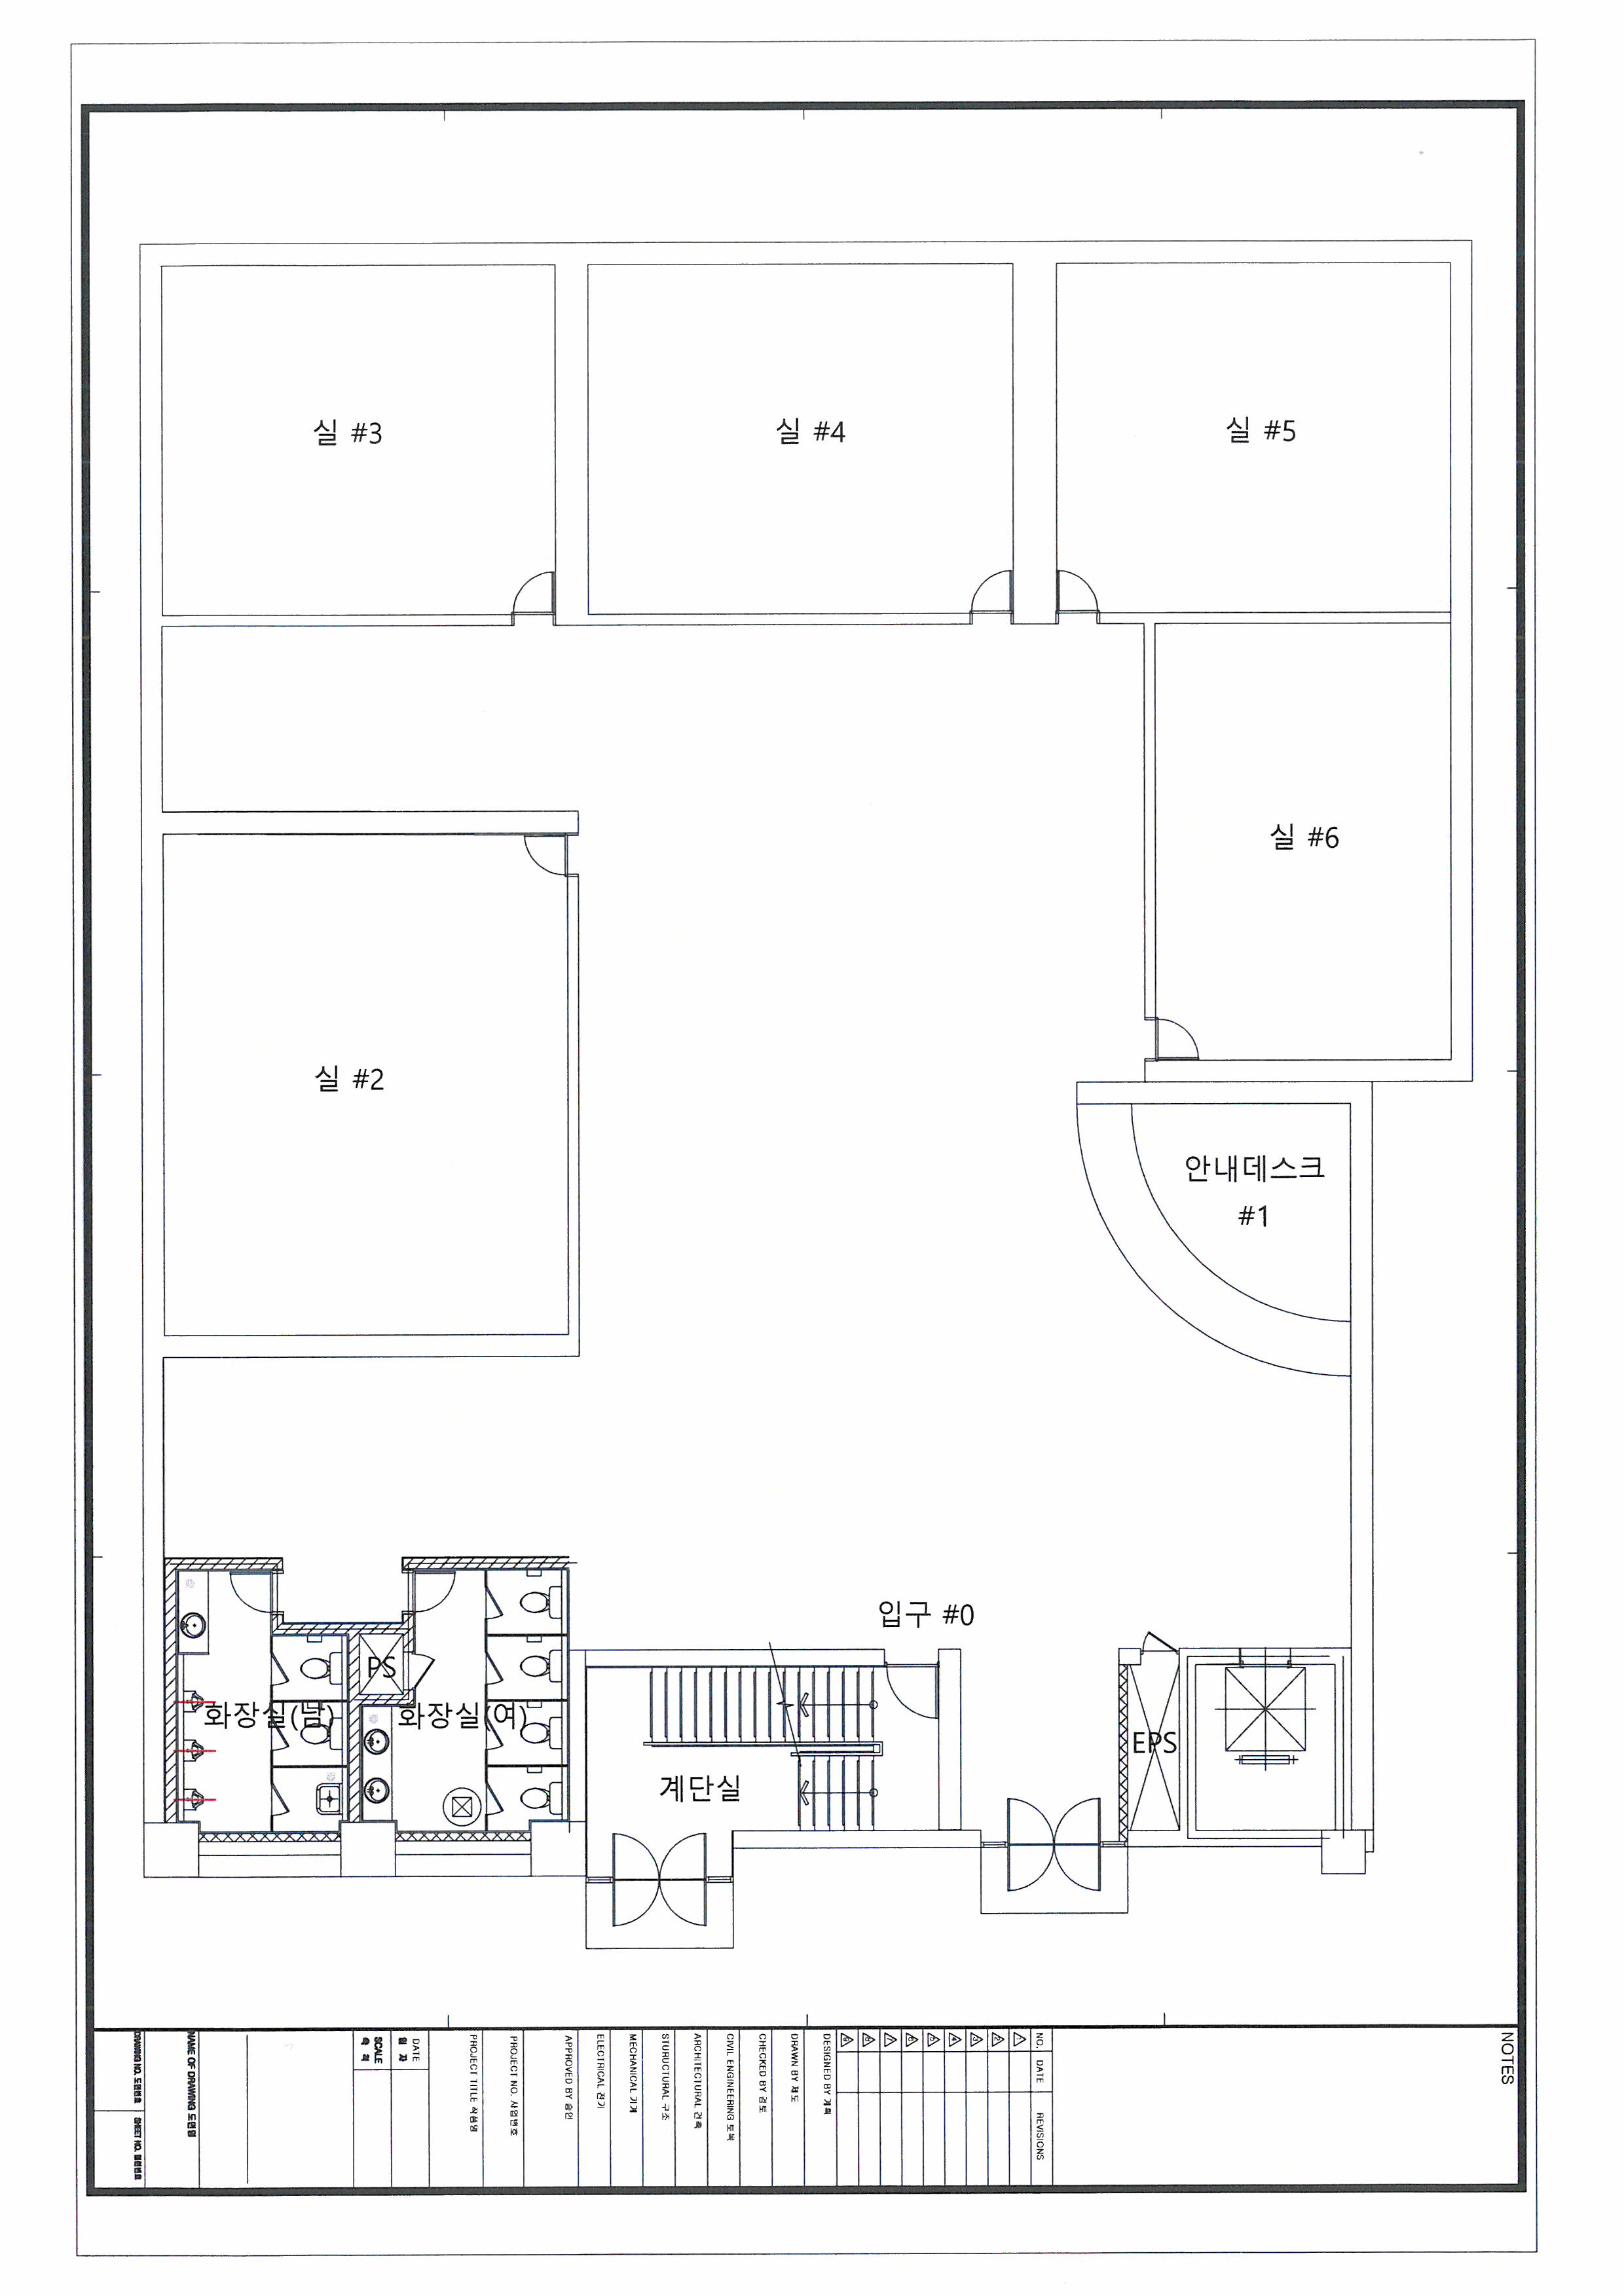 실 #3
실 #4
실 #5
실 #6
실 #2
안내데스크
#1
입구 #0
PS
화장실(남)
화장실(여)
EPS
계단실
DRAWING NO. 도면번호
SHEET NO. 일련번호
NAME OF DRAWING 도면명
SCALE
축 척
DATE
일 자
PROJECT TITLE 작품명
PROJECT NO. 사업번호
APPROVED BY 승인
ELECTRICAL 전기
MECHANICAL 기계
STURUCTURAL 구조
ARCHITECTURAL 건축
CIVIL ENGINEERING 토목
CHECKED BY 검토
DRAWN BY 제도
DESIGNED BY 계획
NO.
DATE
REVISIONS
NOTES